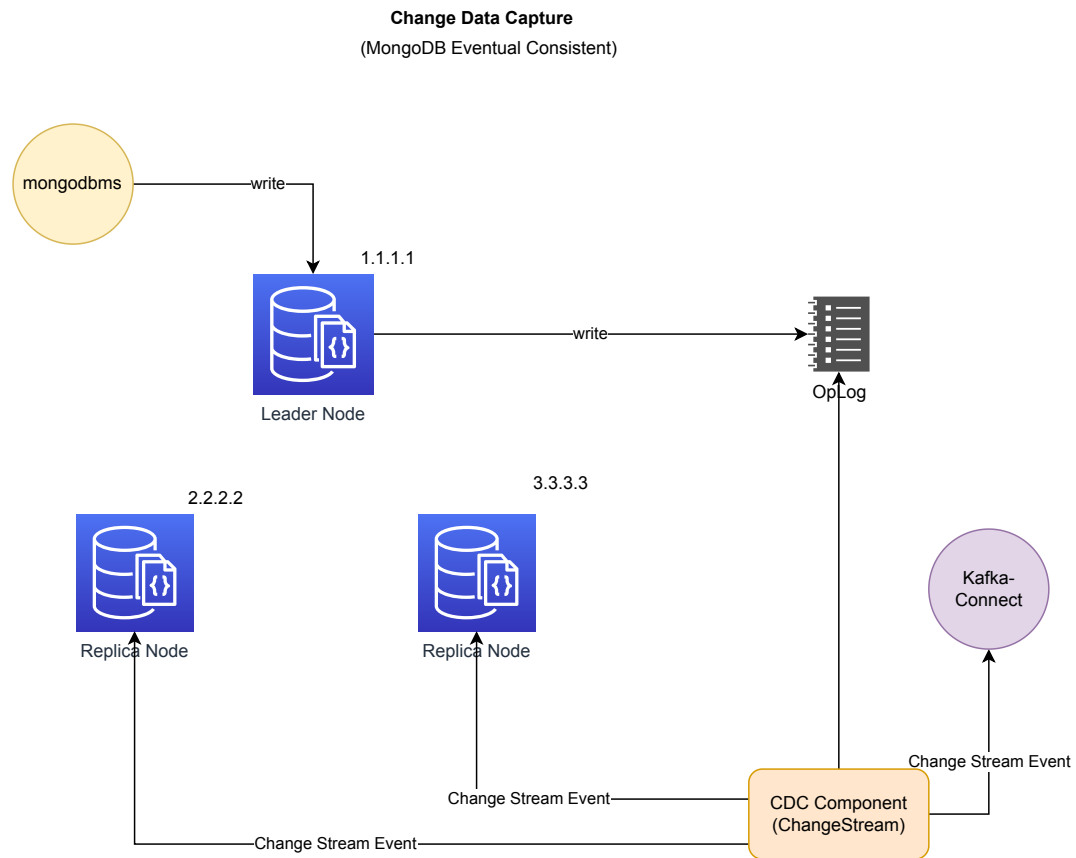 Change Data Capture
(MongoDB Eventual Consistent)
mongodbms
write
1.1.1.1
Leader Node
write
OpLog
2.2.2.2
Replica Node
3.3.3.3
Replica Node
Kafka-
Connect
Change Stream Event
Change Stream Event
CDC Component
(ChangeStream)
Change Stream Event